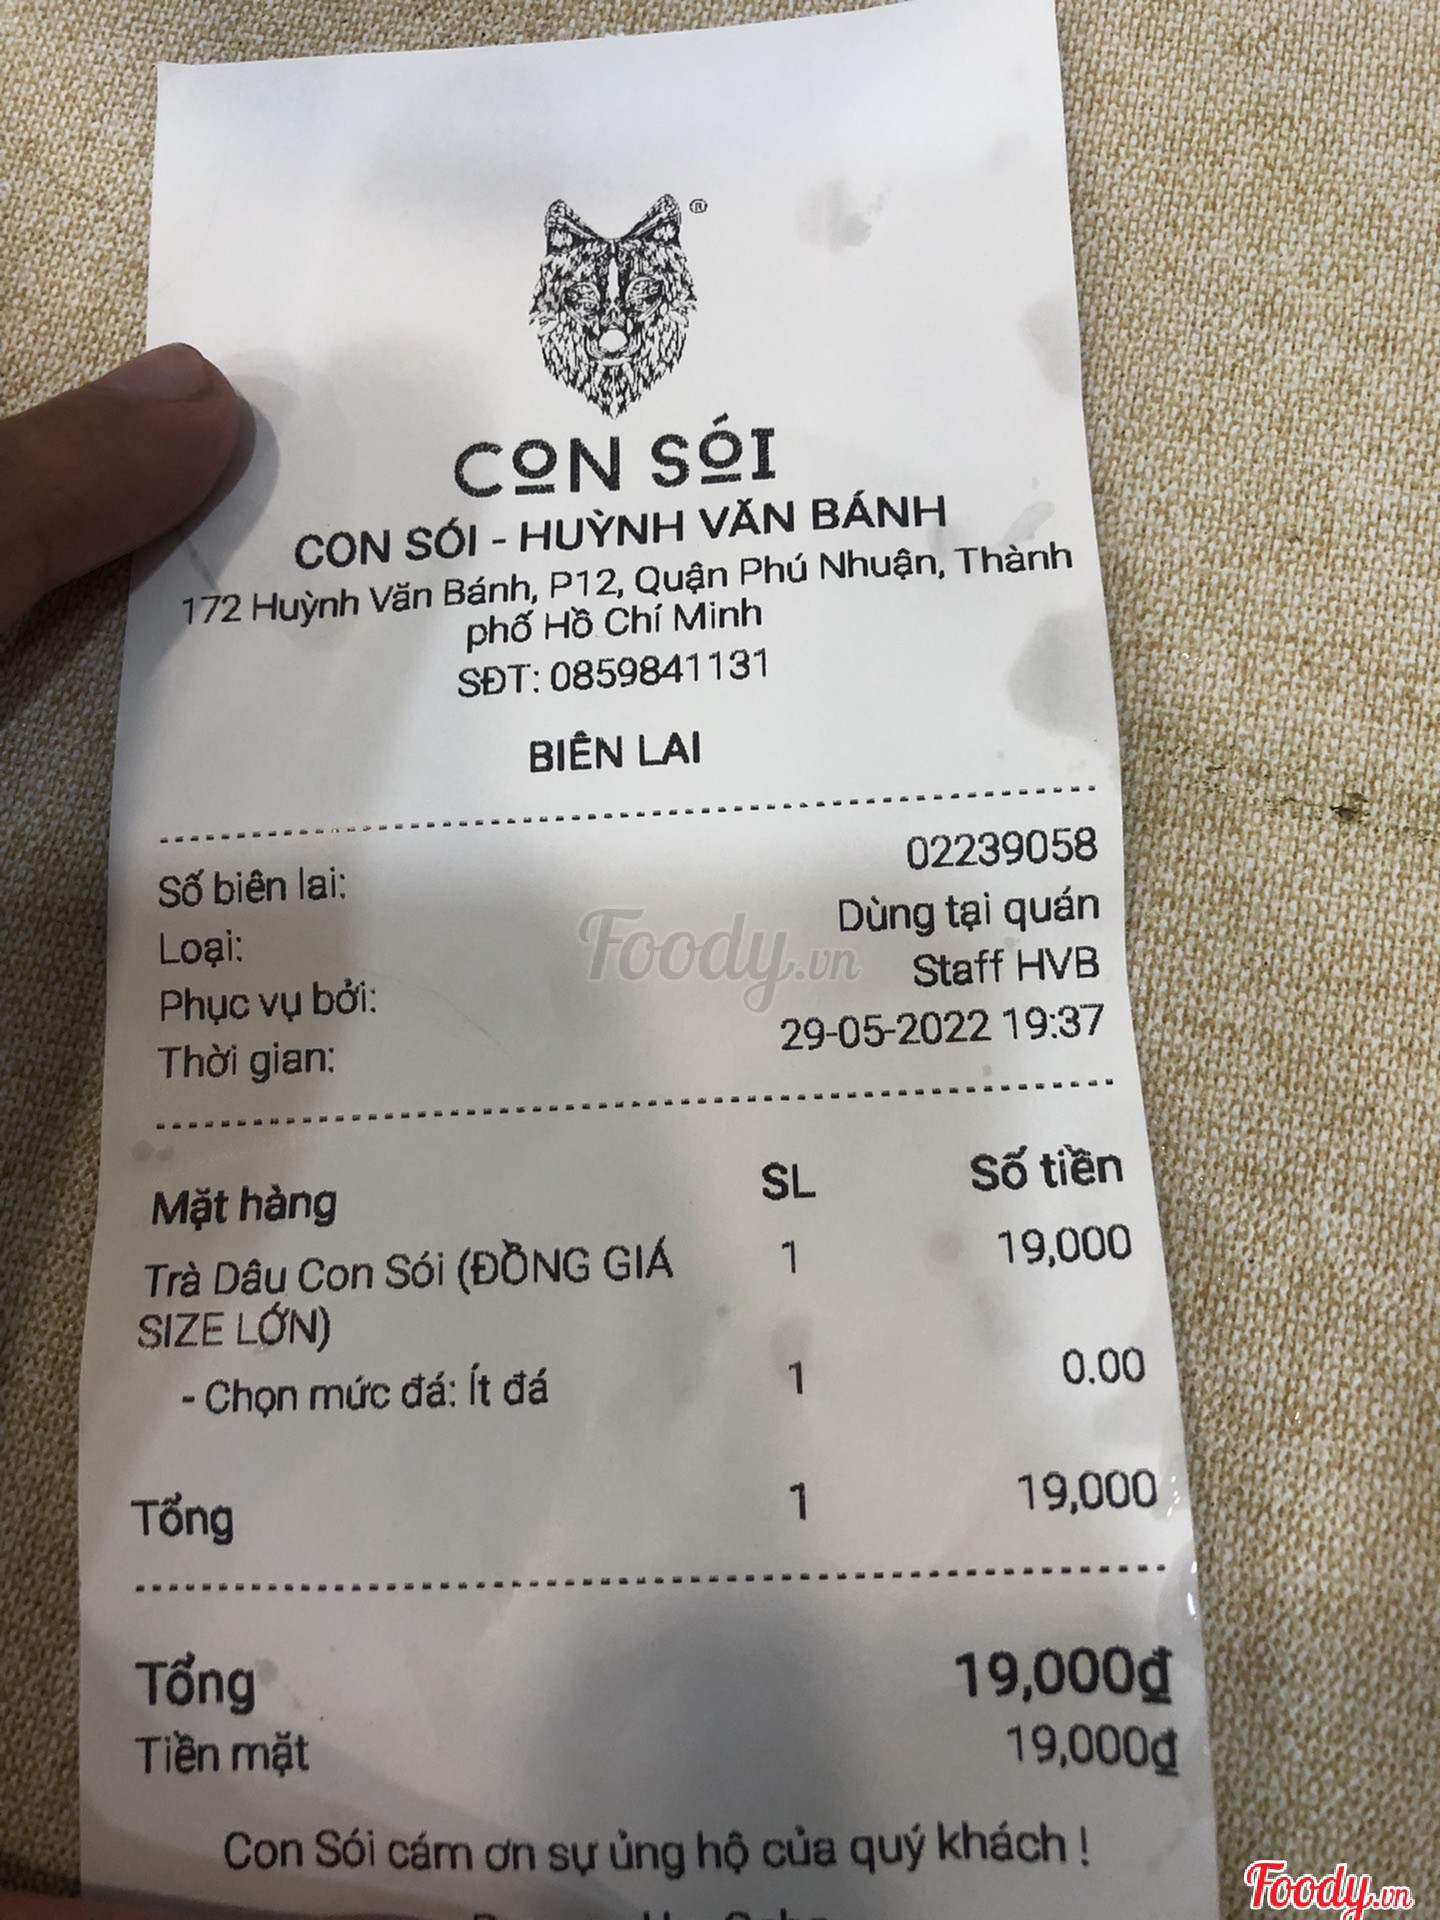 ®
CON SÓI
CON SÓI - HUỲNH VĂN BÁNH
172 Huỳnh Văn Bánh, P12, Quận Phú Nhuận, Thành
phố Hồ Chí Minh
SĐT: 0859841131
BIÊN LAI
Số biên lai: 02239058
Loại: Dùng tại quán
Phục vụ bởi: Staff HVB
Thời gian: 29-05-2022 19:37
Foody.vn
Mặt hàng SL Số tiền
Trà Dâu Con Sói (ĐỒNG GIÁ 1 19,000
SIZE LỚN)
- Chọn mức đá: Ít đá 1 0.00
Tổng 1 19,000
Tổng 19,000₫
Tiền mặt 19,000₫
Con Sói cám ơn sự ủng hộ của quý khách !
Foody.vn